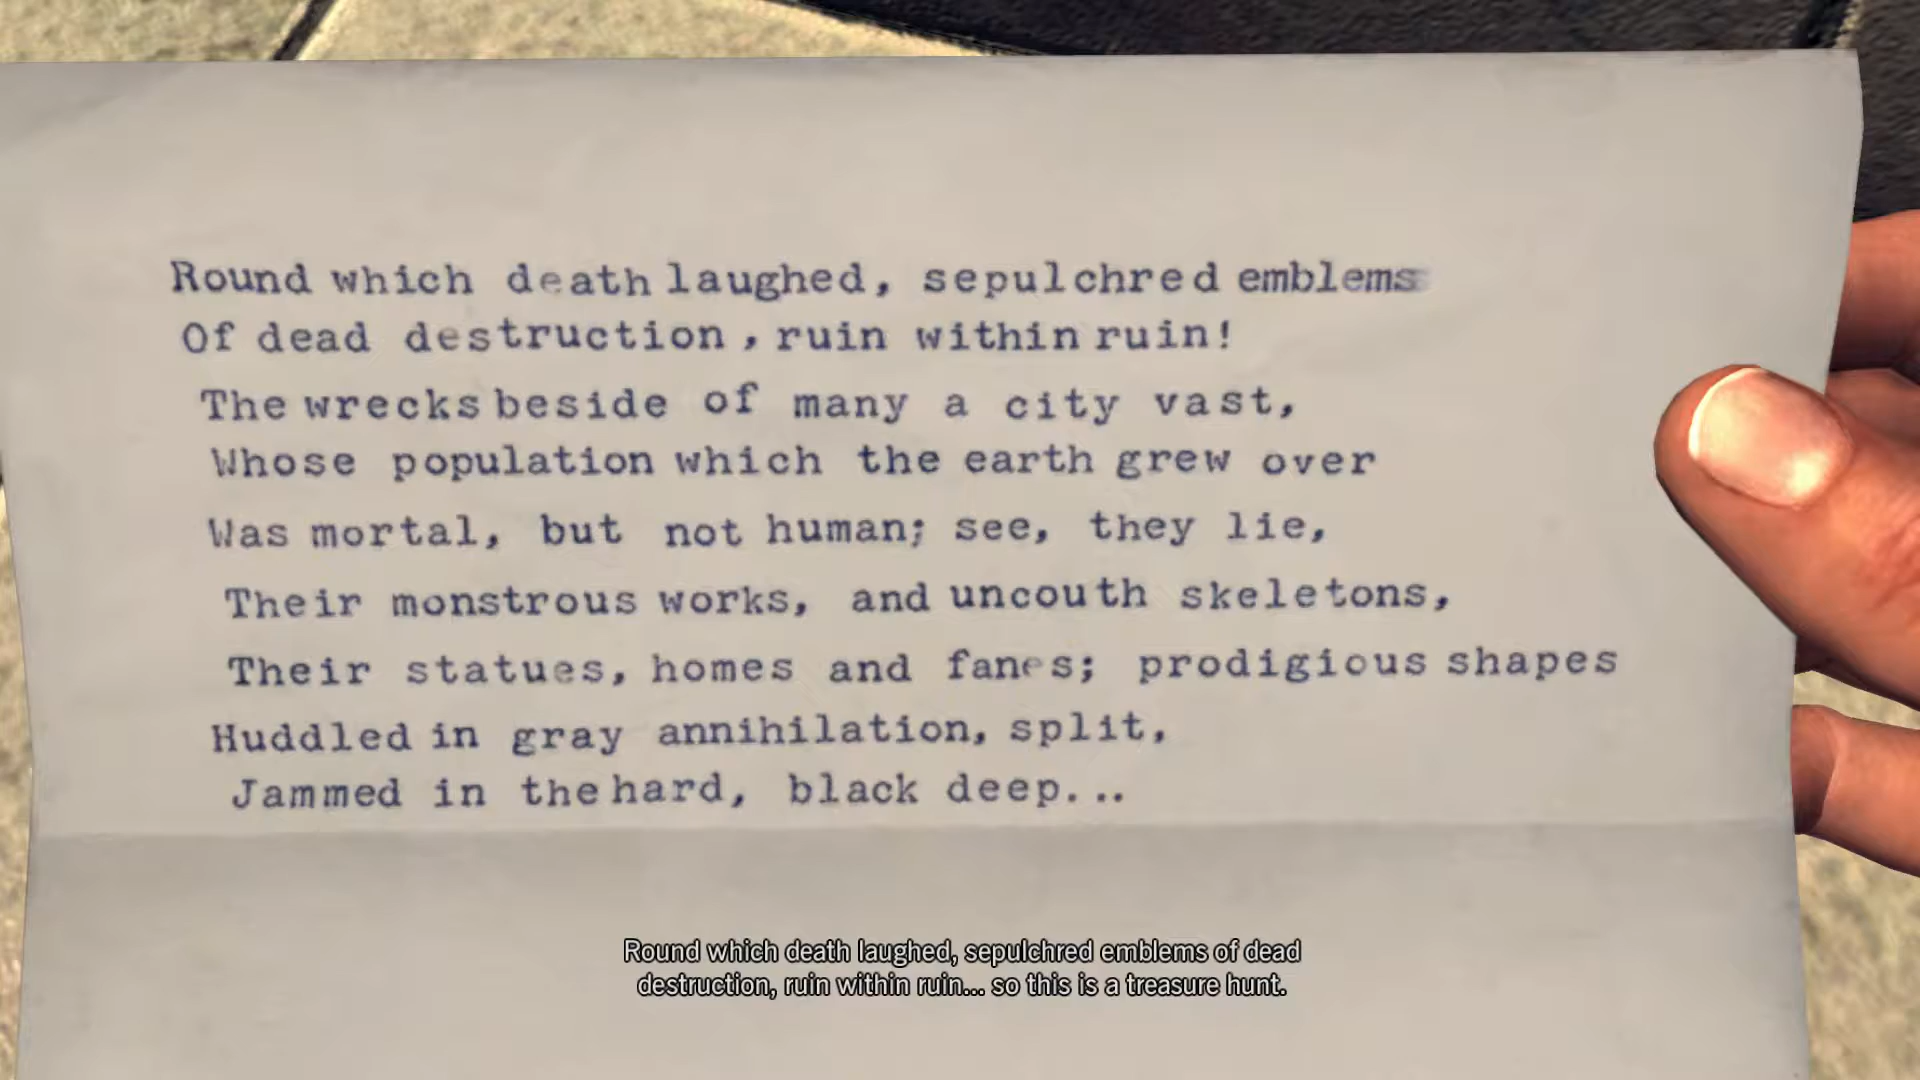 Round which death laughed, sepulchred emblems
Of dead destruction, ruin within ruin!
The wrecks beside of many a city vast,
Whose population which the earth grew over
Was mortal, but not human; see, they lie,
Their monstrous works, and uncouth skeletons,
Their statues, homes and fanes; prodigious shapes
Huddled in gray annihilation, split,
Jammed in the hard, black deep...
Round which death laughed, sepulchred emblems of dead
destruction, ruin within ruin... so this is a treasure hunt.